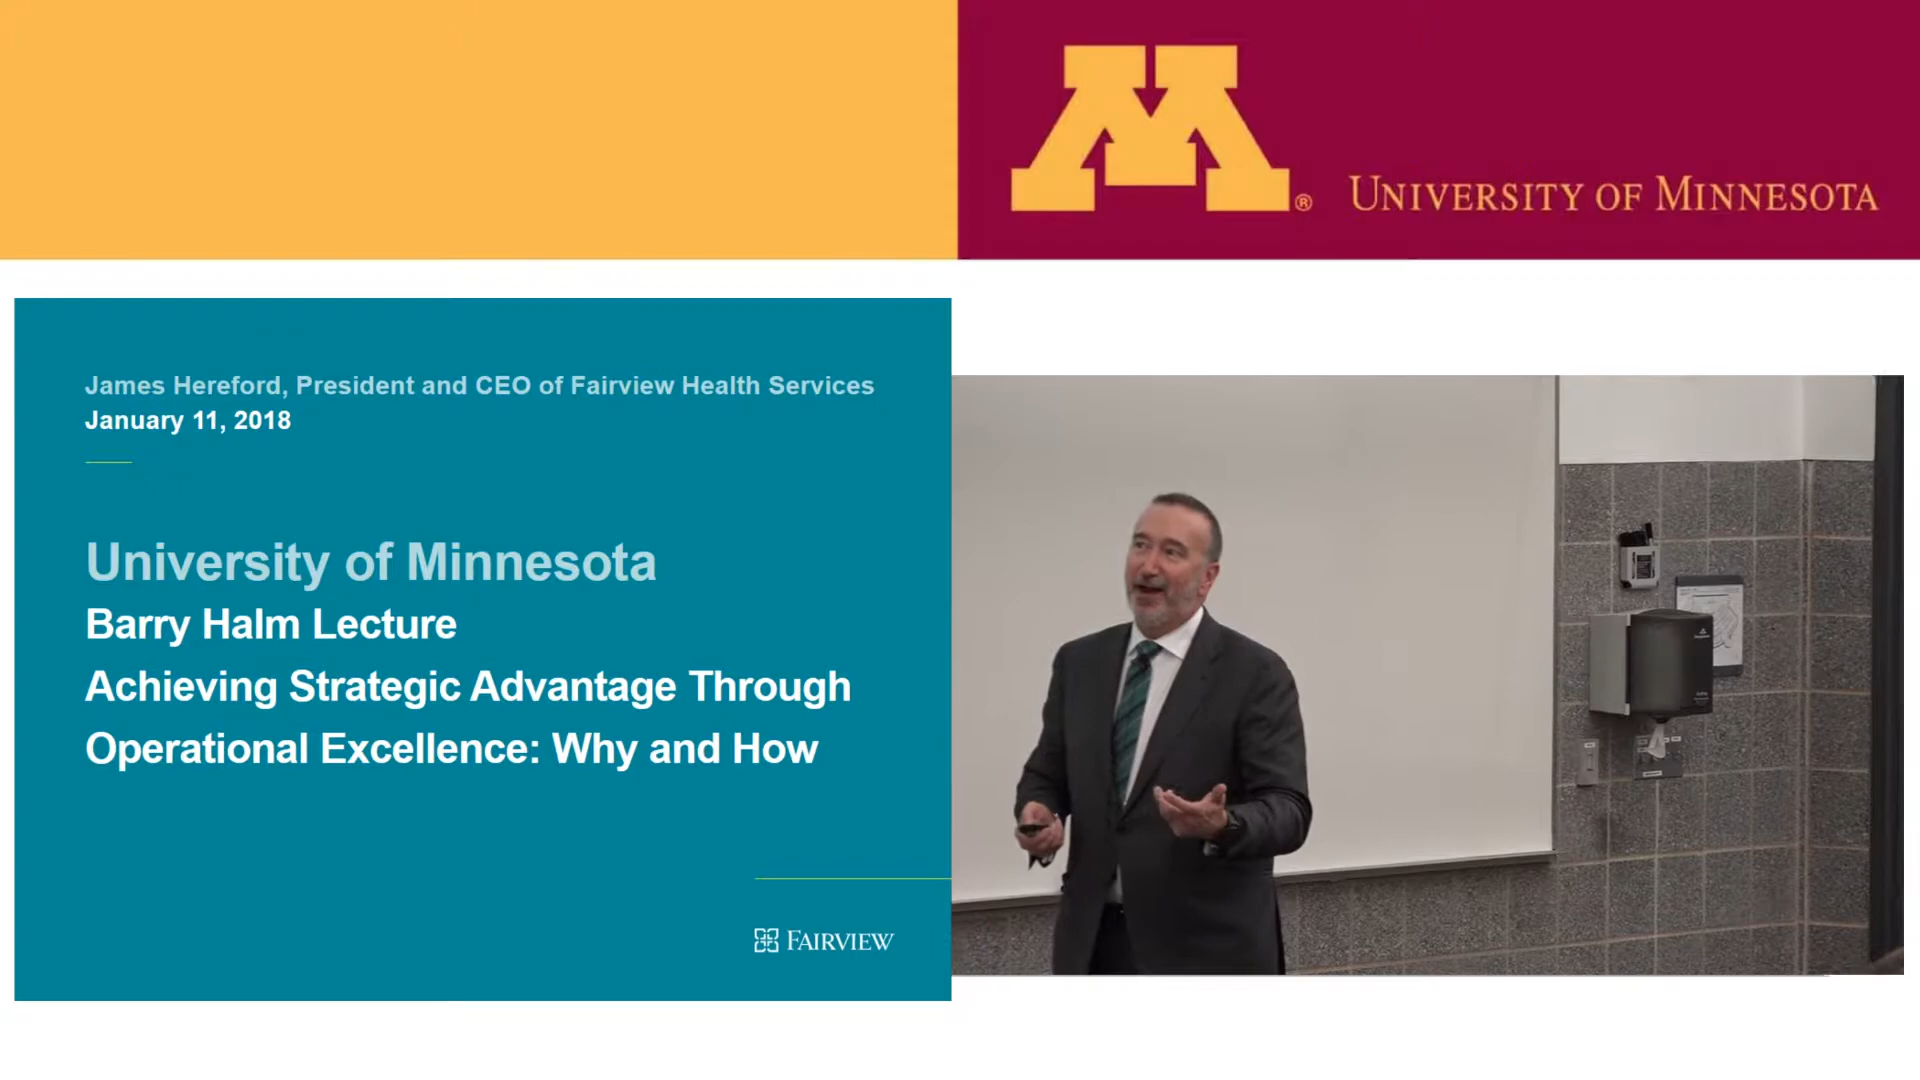 M®
UNIVERSITY OF MINNESOTA
James Hereford, President and CEO of Fairview Health Services
January 11, 2018
University of Minnesota
Barry Halm Lecture
Achieving Strategic Advantage Through
Operational Excellence: Why and How
FAIRVIEW